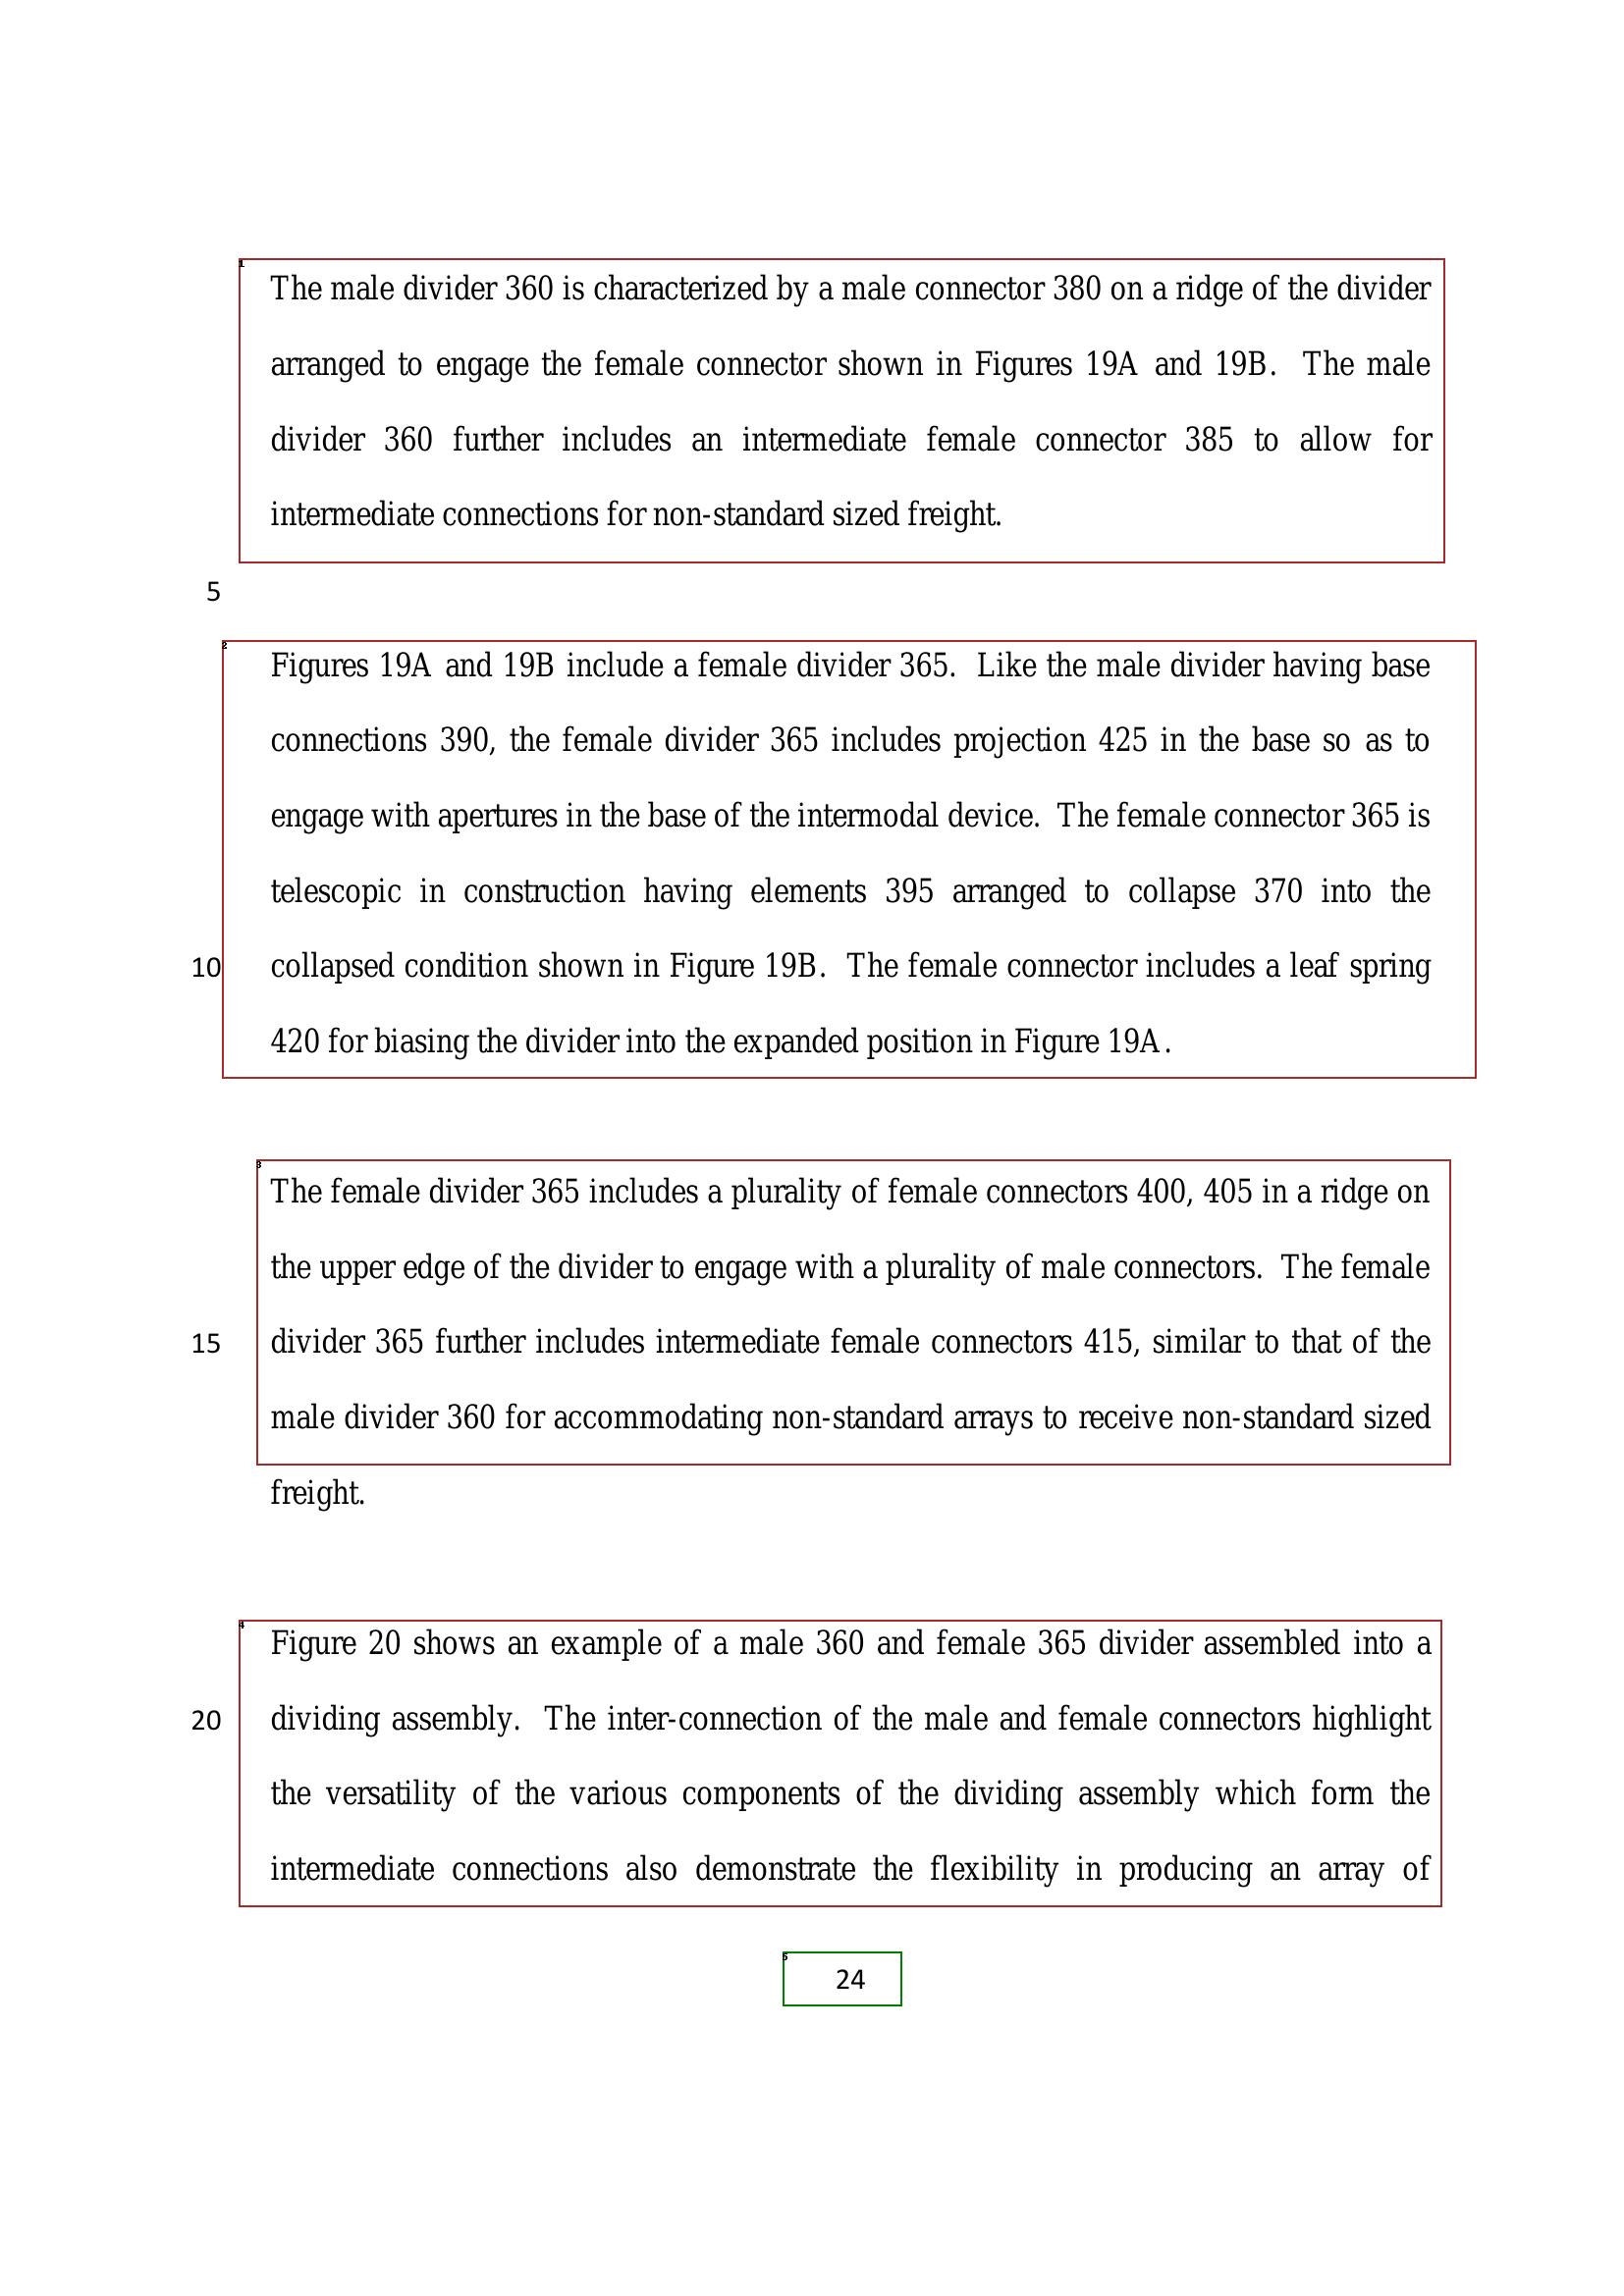 1
The male divider 360 is characterized by a male connector 380 on a ridge of the divider
arranged to engage the female connector shown in Figures 19A and 19B. The male
divider 360 further includes an intermediate female connector 385 to allow for
intermediate connections for non-standard sized freight.
5
2
Figures 19A and 19B include a female divider 365. Like the male divider having base
connections 390, the female divider 365 includes projection 425 in the base so as to
engage with apertures in the base of the intermodal device. The female connector 365 is
telescopic in construction having elements 395 arranged to collapse 370 into the
10 collapsed condition shown in Figure 19B. The female connector includes a leaf spring
420 for biasing the divider into the expanded position in Figure 19A.
3
The female divider 365 includes a plurality of female connectors 400, 405 in a ridge on
the upper edge of the divider to engage with a plurality of male connectors. The female
15 divider 365 further includes intermediate female connectors 415, similar to that of the
male divider 360 for accommodating non-standard arrays to receive non-standard sized
freight.
4
Figure 20 shows an example of a male 360 and female 365 divider assembled into a
20 dividing assembly. The inter-connection of the male and female connectors highlight
the versatility of the various components of the dividing assembly which form the
intermediate connections also demonstrate the flexibility in producing an array of
5
24